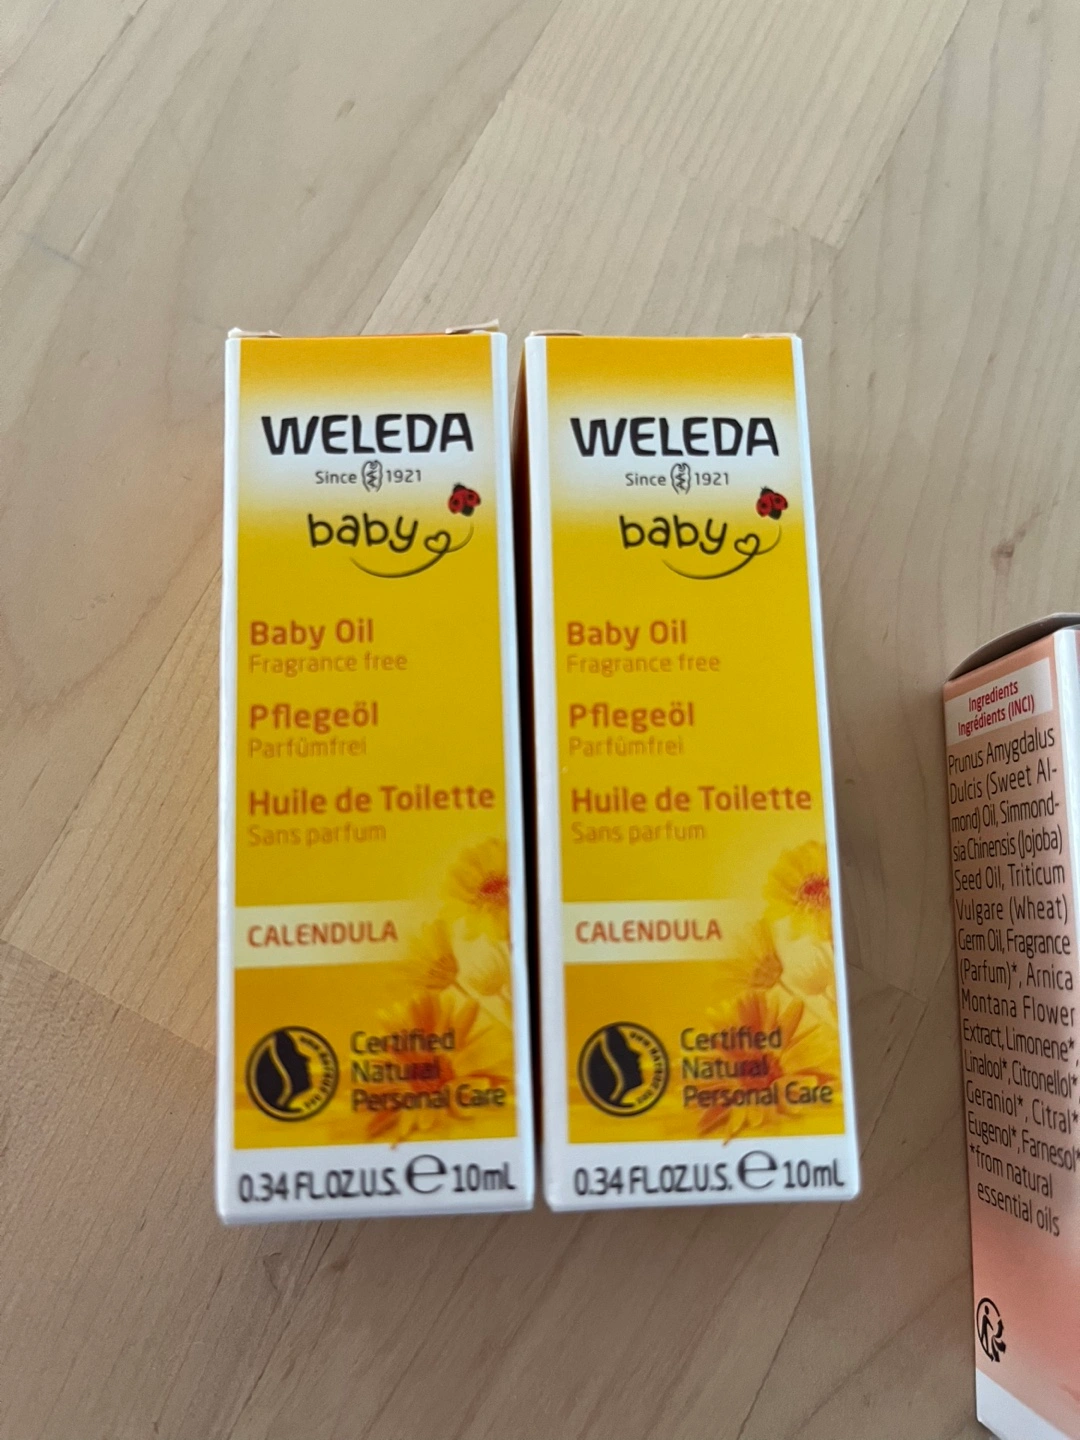 WELEDA
Since 1921
baby
Baby Oil
Fragrance free
Pflegeöl
Parfümfrei
Huile de Toilette
Sans parfum
CALENDULA
Certified
Natural
Personal Care
0.34 FL.OZ.U.S. e 10mL
WELEDA
Since 1921
baby
Baby Oil
Fragrance free
Pflegeöl
Parfümfrei
Huile de Toilette
Sans parfum
CALENDULA
Certified
Natural
Personal Care
0.34 FL.OZ.U.S. e 10mL
Ingredients
Ingrédients (INCI)
Prunus Amygdalus
Dulcis (Sweet Al-
mond) Oil, Simmond-
sia Chinensis (Jojoba)
Seed Oil, Triticum
Vulgare (Wheat)
Germ Oil, Fragrance
(Parfum)*, Arnica
Montana Flower
Extract, Limonene*,
Linalool*, Citronellol*,
Geraniol*, Citral*,
Eugenol*, Farnesol*
*from natural
essential oils